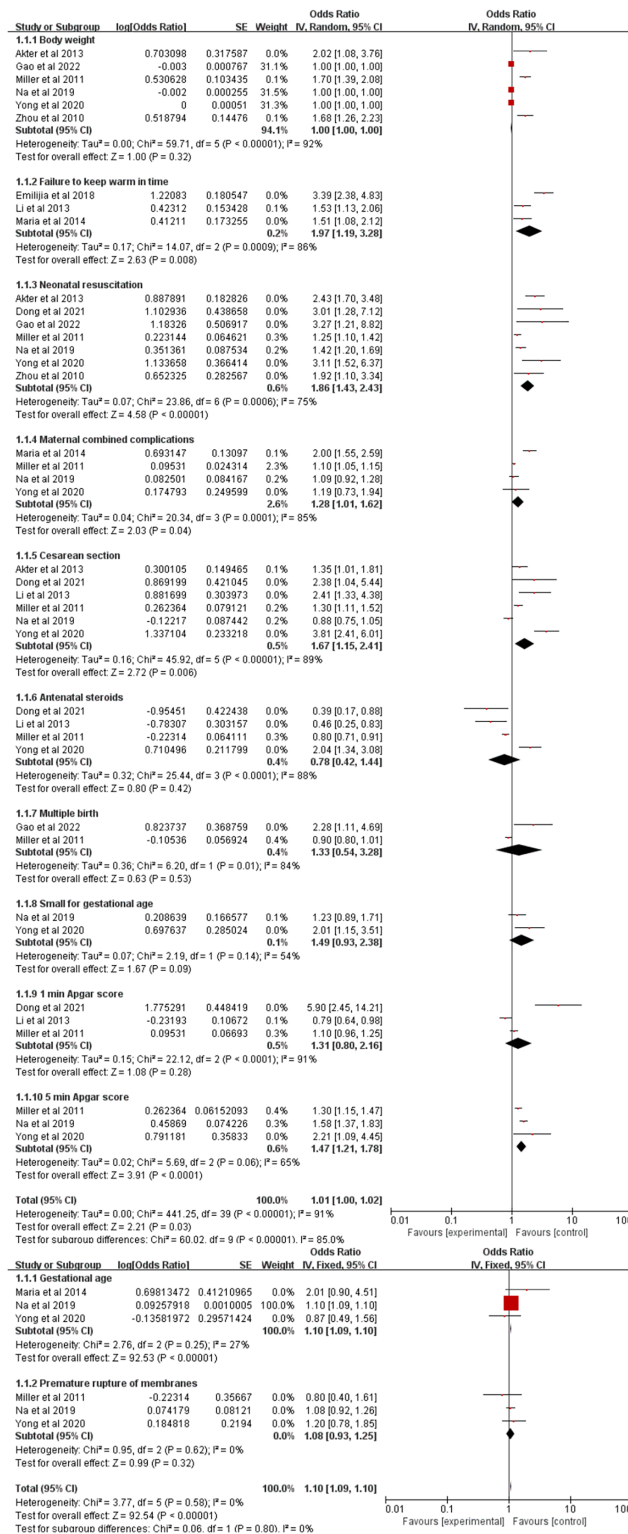 Odds Ratio Odds Ratio
Study or Subgroup log[Odds Ratio] SE Weight IV, Random, 95% CI IV, Random, 95% CI
1.1.1 Body weight
Akter et al 2013 0.703098 0.317587 0.0% 2.02 [1.08, 3.76]
Gao et al 2022 -0.003 0.000767 31.1% 1.00 [1.00, 1.00]
Miller et al 2011 0.530628 0.103435 0.1% 1.70 [1.39, 2.08]
Na et al 2019 -0.002 0.000255 31.5% 1.00 [1.00, 1.00]
Yong et al 2020 0 0.00051 31.3% 1.00 [1.00, 1.00]
Zhou et al 2010 0.518794 0.14476 0.1% 1.68 [1.26, 2.23]
Subtotal (95% CI) 94.1% 1.00 [1.00, 1.00]
Heterogeneity: Tau² = 0.00; Chi² = 59.71, df = 5 (P < 0.00001); I² = 92%
Test for overall effect: Z = 1.00 (P = 0.32)
1.1.2 Failure to keep warm in time
Emilijia et al 2018 1.22083 0.180547 0.0% 3.39 [2.38, 4.83]
Li et al 2013 0.42312 0.153428 0.1% 1.53 [1.13, 2.06]
Maria et al 2014 0.41211 0.173255 0.0% 1.51 [1.08, 2.12]
Subtotal (95% CI) 0.2% 1.97 [1.19, 3.28]
Heterogeneity: Tau² = 0.17; Chi² = 14.07, df = 2 (P = 0.0009); I² = 86%
Test for overall effect: Z = 2.63 (P = 0.008)
1.1.3 Neonatal resuscitation
Akter et al 2013 0.887891 0.182826 0.0% 2.43 [1.70, 3.48]
Dong et al 2021 1.102936 0.438658 0.0% 3.01 [1.28, 7.12]
Gao et al 2022 1.18326 0.506917 0.0% 3.27 [1.21, 8.82]
Miller et al 2011 0.223144 0.064621 0.3% 1.25 [1.10, 1.42]
Na et al 2019 0.351361 0.087534 0.2% 1.42 [1.20, 1.69]
Yong et al 2020 1.133658 0.366414 0.0% 3.11 [1.52, 6.37]
Zhou et al 2010 0.652325 0.282567 0.0% 1.92 [1.10, 3.34]
Subtotal (95% CI) 0.6% 1.86 [1.43, 2.43]
Heterogeneity: Tau² = 0.07; Chi² = 23.86, df = 6 (P = 0.0006); I² = 75%
Test for overall effect: Z = 4.58 (P < 0.00001)
1.1.4 Maternal combined complications
Maria et al 2014 0.693147 0.13097 0.1% 2.00 [1.55, 2.59]
Miller et al 2011 0.09531 0.024314 2.3% 1.10 [1.05, 1.15]
Na et al 2019 0.082501 0.084167 0.2% 1.09 [0.92, 1.28]
Yong et al 2020 0.174793 0.249599 0.0% 1.19 [0.73, 1.94]
Subtotal (95% CI) 2.6% 1.28 [1.01, 1.62]
Heterogeneity: Tau² = 0.04; Chi² = 20.34, df = 3 (P = 0.0001); I² = 85%
Test for overall effect: Z = 2.03 (P = 0.04)
1.1.5 Cesarean section
Akter et al 2013 0.300105 0.149465 0.1% 1.35 [1.01, 1.81]
Dong et al 2021 0.869199 0.421045 0.0% 2.38 [1.04, 5.44]
Li et al 2013 0.881699 0.303973 0.0% 2.41 [1.33, 4.38]
Miller et al 2011 0.262364 0.079121 0.2% 1.30 [1.11, 1.52]
Na et al 2019 -0.12217 0.087442 0.2% 0.88 [0.75, 1.05]
Yong et al 2020 1.337104 0.233218 0.0% 3.81 [2.41, 6.01]
Subtotal (95% CI) 0.5% 1.67 [1.15, 2.41]
Heterogeneity: Tau² = 0.16; Chi² = 45.92, df = 5 (P < 0.00001); I² = 89%
Test for overall effect: Z = 2.72 (P = 0.006)
1.1.6 Antenatal steroids
Dong et al 2021 -0.95451 0.422438 0.0% 0.39 [0.17, 0.88]
Li et al 2013 -0.78307 0.303157 0.0% 0.46 [0.25, 0.83]
Miller et al 2011 -0.22314 0.064111 0.3% 0.80 [0.71, 0.91]
Yong et al 2020 0.710496 0.211799 0.0% 2.04 [1.34, 3.08]
Subtotal (95% CI) 0.4% 0.78 [0.42, 1.44]
Heterogeneity: Tau² = 0.32; Chi² = 25.44, df = 3 (P < 0.0001); I² = 88%
Test for overall effect: Z = 0.80 (P = 0.42)
1.1.7 Multiple birth
Gao et al 2022 0.823737 0.368759 0.0% 2.28 [1.11, 4.69]
Miller et al 2011 -0.10536 0.056924 0.4% 0.90 [0.80, 1.01]
Subtotal (95% CI) 0.4% 1.33 [0.54, 3.28]
Heterogeneity: Tau² = 0.36; Chi² = 6.20, df = 1 (P = 0.01); I² = 84%
Test for overall effect: Z = 0.63 (P = 0.53)
1.1.8 Small for gestational age
Na et al 2019 0.208639 0.166577 0.1% 1.23 [0.89, 1.71]
Yong et al 2020 0.697637 0.285024 0.0% 2.01 [1.15, 3.51]
Subtotal (95% CI) 0.1% 1.49 [0.93, 2.38]
Heterogeneity: Tau² = 0.07; Chi² = 2.19, df = 1 (P = 0.14); I² = 54%
Test for overall effect: Z = 1.67 (P = 0.09)
1.1.9 1 min Apgar score
Dong et al 2021 1.775291 0.448419 0.0% 5.90 [2.45, 14.21]
Li et al 2013 -0.23193 0.10672 0.1% 0.79 [0.64, 0.98]
Miller et al 2011 0.09531 0.06693 0.3% 1.10 [0.96, 1.25]
Subtotal (95% CI) 0.5% 1.31 [0.80, 2.16]
Heterogeneity: Tau² = 0.15; Chi² = 22.12, df = 2 (P < 0.0001); I² = 91%
Test for overall effect: Z = 1.08 (P = 0.28)
1.1.10 5 min Apgar score
Miller et al 2011 0.262364 0.06152093 0.4% 1.30 [1.15, 1.47]
Na et al 2019 0.45869 0.074226 0.2% 1.58 [1.37, 1.83]
Yong et al 2020 0.791181 0.35833 0.0% 2.21 [1.09, 4.45]
Subtotal (95% CI) 0.6% 1.47 [1.21, 1.78]
Heterogeneity: Tau² = 0.02; Chi² = 5.69, df = 2 (P = 0.06); I² = 65%
Test for overall effect: Z = 3.91 (P < 0.0001)
Total (95% CI) 100.0% 1.01 [1.00, 1.02]
Heterogeneity: Tau² = 0.00; Chi² = 441.25, df = 39 (P < 0.00001); I² = 91%
Test for overall effect: Z = 2.21 (P = 0.03)
Test for subgroup differences: Chi² = 60.02, df = 9 (P < 0.00001), I² = 85.0%
0.01 0.1 1 10 100
Favours [experimental] Favours [control]
Odds Ratio Odds Ratio
Study or Subgroup log[Odds Ratio] SE Weight IV, Fixed, 95% CI IV, Fixed, 95% CI
1.1.1 Gestational age
Maria et al 2014 0.69813472 0.41210965 0.0% 2.01 [0.90, 4.51]
Na et al 2019 0.09257918 0.0010005 100.0% 1.10 [1.09, 1.10]
Yong et al 2020 -0.13581972 0.29571424 0.0% 0.87 [0.49, 1.56]
Subtotal (95% CI) 100.0% 1.10 [1.09, 1.10]
Heterogeneity: Chi² = 2.76, df = 2 (P = 0.25); I² = 27%
Test for overall effect: Z = 92.53 (P < 0.00001)
1.1.2 Premature rupture of membranes
Miller et al 2011 -0.22314 0.35667 0.0% 0.80 [0.40, 1.61]
Na et al 2019 0.074179 0.08121 0.0% 1.08 [0.92, 1.26]
Yong et al 2020 0.184818 0.2194 0.0% 1.20 [0.78, 1.85]
Subtotal (95% CI) 0.0% 1.08 [0.93, 1.25]
Heterogeneity: Chi² = 0.95, df = 2 (P = 0.62); I² = 0%
Test for overall effect: Z = 0.99 (P = 0.32)
Total (95% CI) 100.0% 1.10 [1.09, 1.10]
Heterogeneity: Chi² = 3.77, df = 5 (P = 0.58); I² = 0%
Test for overall effect: Z = 92.54 (P < 0.00001)
Test for subgroup differences: Chi² = 0.06, df = 1 (P = 0.80), I² = 0%
0.01 0.1 1 10 100
Favours [experimental] Favours [control]